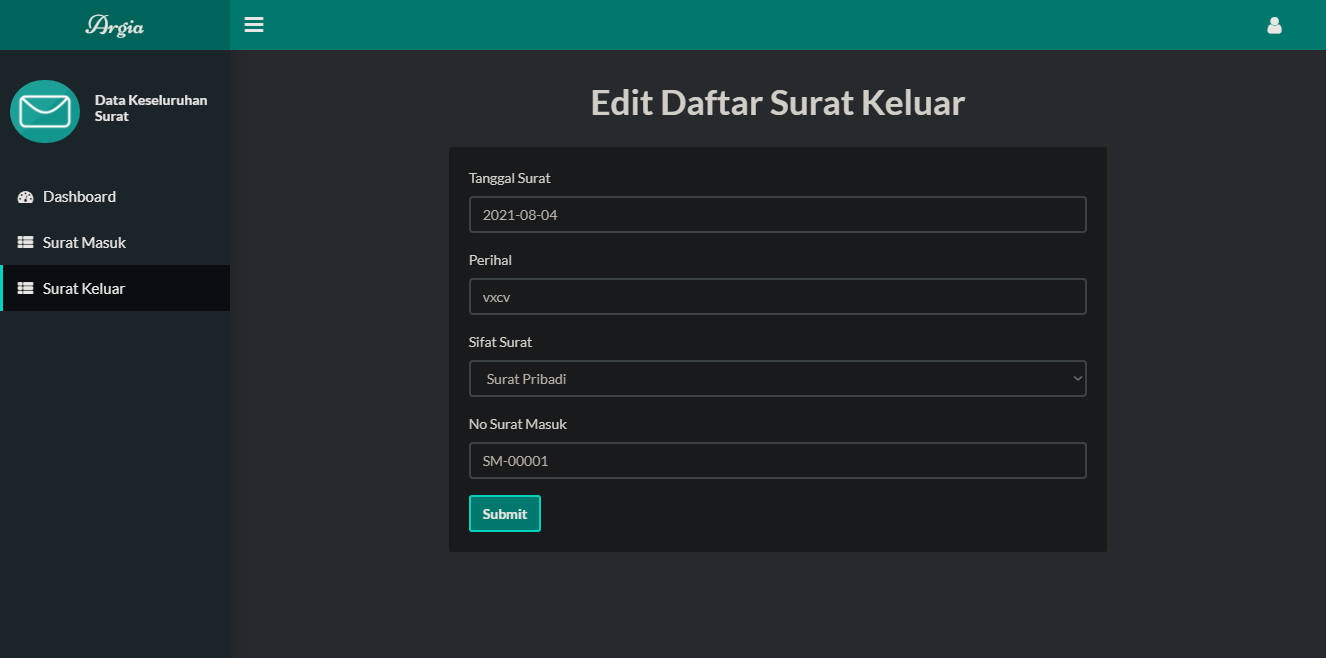 Argia
Data Keseluruhan
Surat
Dashboard
Surat Masuk
Surat Keluar
Edit Daftar Surat Keluar
Tanggal Surat
2021-08-04
Perihal
vxcv
Sifat Surat
Surat Pribadi
No Surat Masuk
SM-00001
Submit